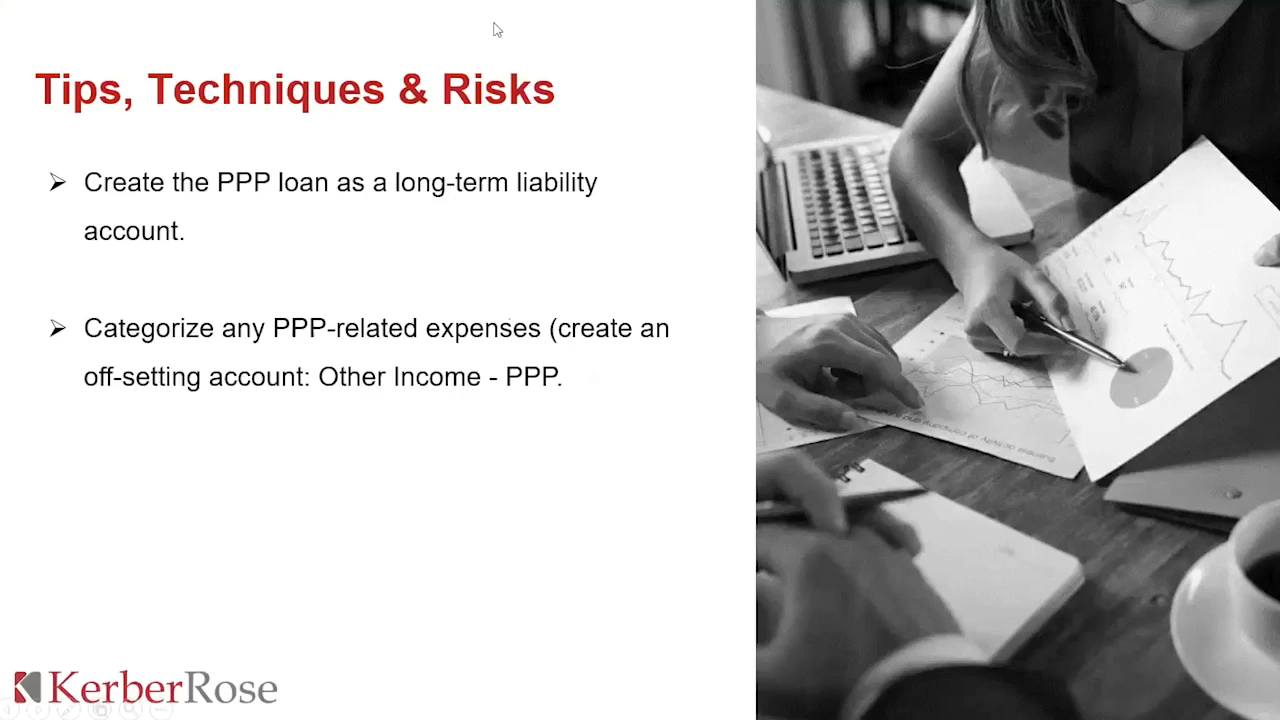 Tips, Techniques & Risks
Create the PPP loan as a long-term liability
account.
Categorize any PPP-related expenses (create an
off-setting account: Other Income - PPP.
KerberRose